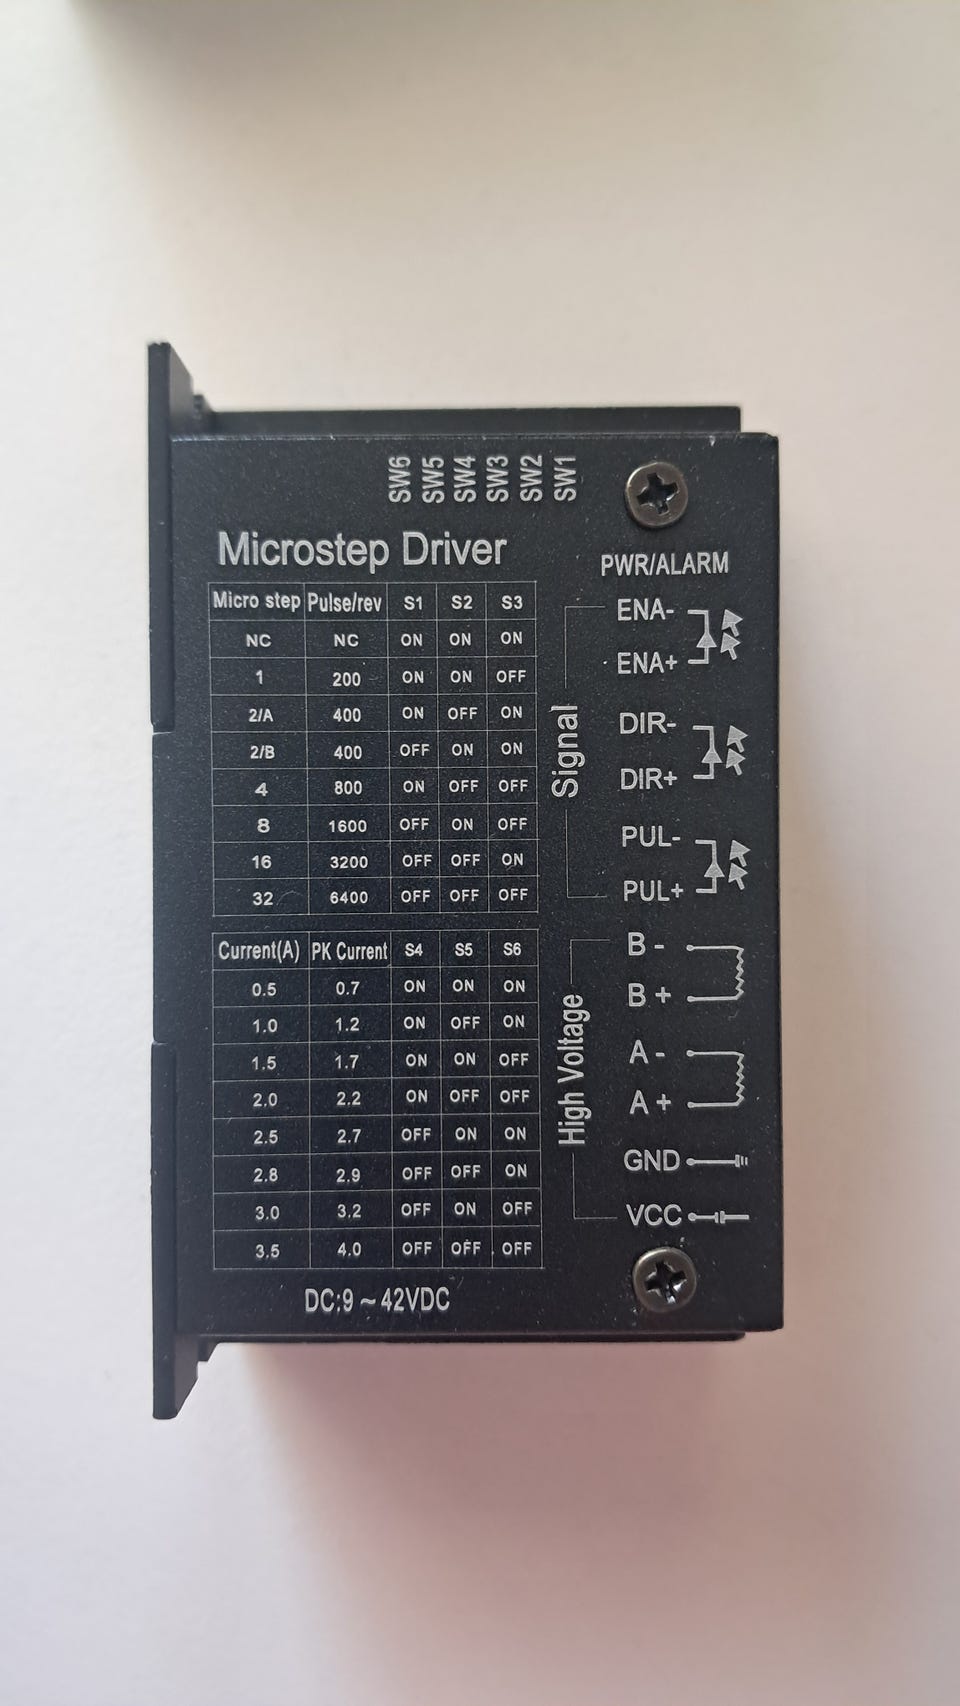 SW6
SW5
SW4
SW3
SW2
SW1
Microstep Driver
PWR/ALARM
Micro step Pulse/rev S1 S2 S3
NC NC ON ON ON
1 200 ON ON OFF
2/A 400 ON OFF ON
2/B 400 OFF ON ON
4 800 ON OFF OFF
8 1600 OFF ON OFF
16 3200 OFF OFF ON
32 6400 OFF OFF OFF
Current(A) PK Current S4 S5 S6
0.5 0.7 ON ON ON
1.0 1.2 ON OFF ON
1.5 1.7 ON ON OFF
2.0 2.2 ON OFF OFF
2.5 2.7 OFF ON ON
2.8 2.9 OFF OFF ON
3.0 3.2 OFF ON OFF
3.5 4.0 OFF OFF OFF
DC:9 ~ 42VDC
Signal
ENA-
ENA+
DIR-
DIR+
PUL-
PUL+
High Voltage
B -
B +
A -
A +
GND
VCC